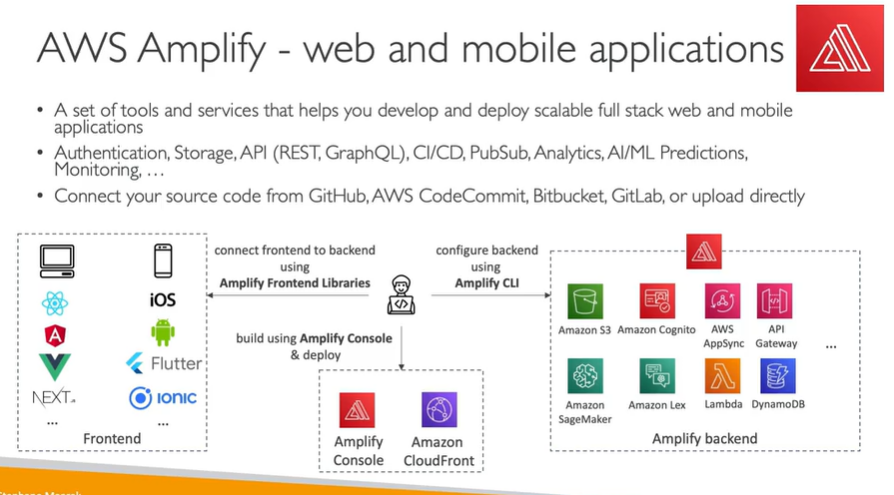 AWS Amplify - web and mobile applications
• A set of tools and services that helps you develop and deploy scalable full stack web and mobile
applications
• Authentication, Storage, API (REST, GraphQL), CI/CD, PubSub, Analytics, AI/ML Predictions,
Monitoring, …
• Connect your source code from GitHub, AWS CodeCommit, Bitbucket, GitLab, or upload directly
iOS
Flutter
NEXT.JS
IONIC
...
...
Frontend
connect frontend to backend
using
Amplify Frontend Libraries
configure backend
using
Amplify CLI
build using Amplify Console
& deploy
Amplify
Console
Amazon
CloudFront
Amazon S3
Amazon Cognito
AWS
AppSync
API
Gateway
...
Amazon
SageMaker
Amazon Lex
Lambda
DynamoDB
Amplify backend